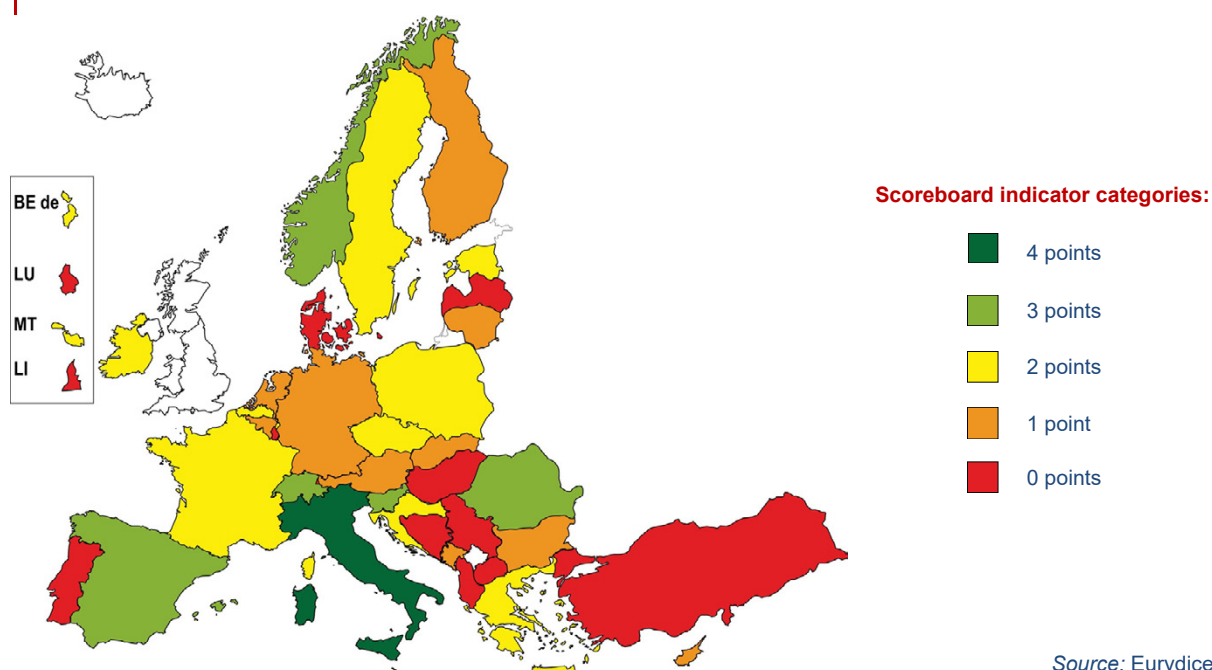 BE de
LU
MT
LI
Scoreboard indicator categories:
4 points
3 points
2 points
1 point
0 points
Source: Eurydice